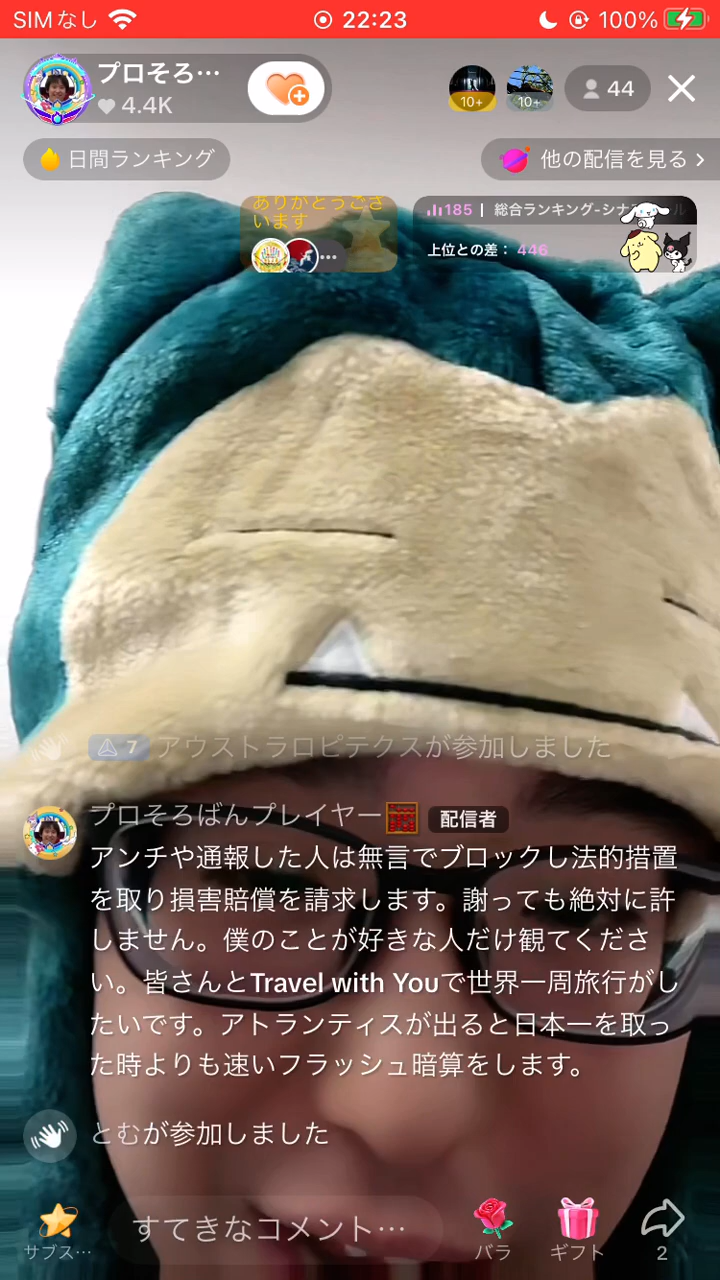 SIMなし 22:23 100%
プロそろ…
4.4K
10+ 10+ 44
日間ランキング
他の配信を見る
ありがとうござ
います
185 | 総合ランキング-シナ
上位との差： 446
7 アウストラロピテクスが参加しました
プロそろばんプレイヤー🧮 配信者
アンチや通報した人は無言でブロックし法的措置
を取り損害賠償を請求します。謝っても絶対に許
しません。僕のことが好きな人だけ観てくださ
い。皆さんとTravel with Youで世界一周旅行がし
たいです。アトランティスが出ると日本一を取っ
た時よりも速いフラッシュ暗算をします。
とむが参加しました
サブス…
すてきなコメント…
バラ
ギフト
2